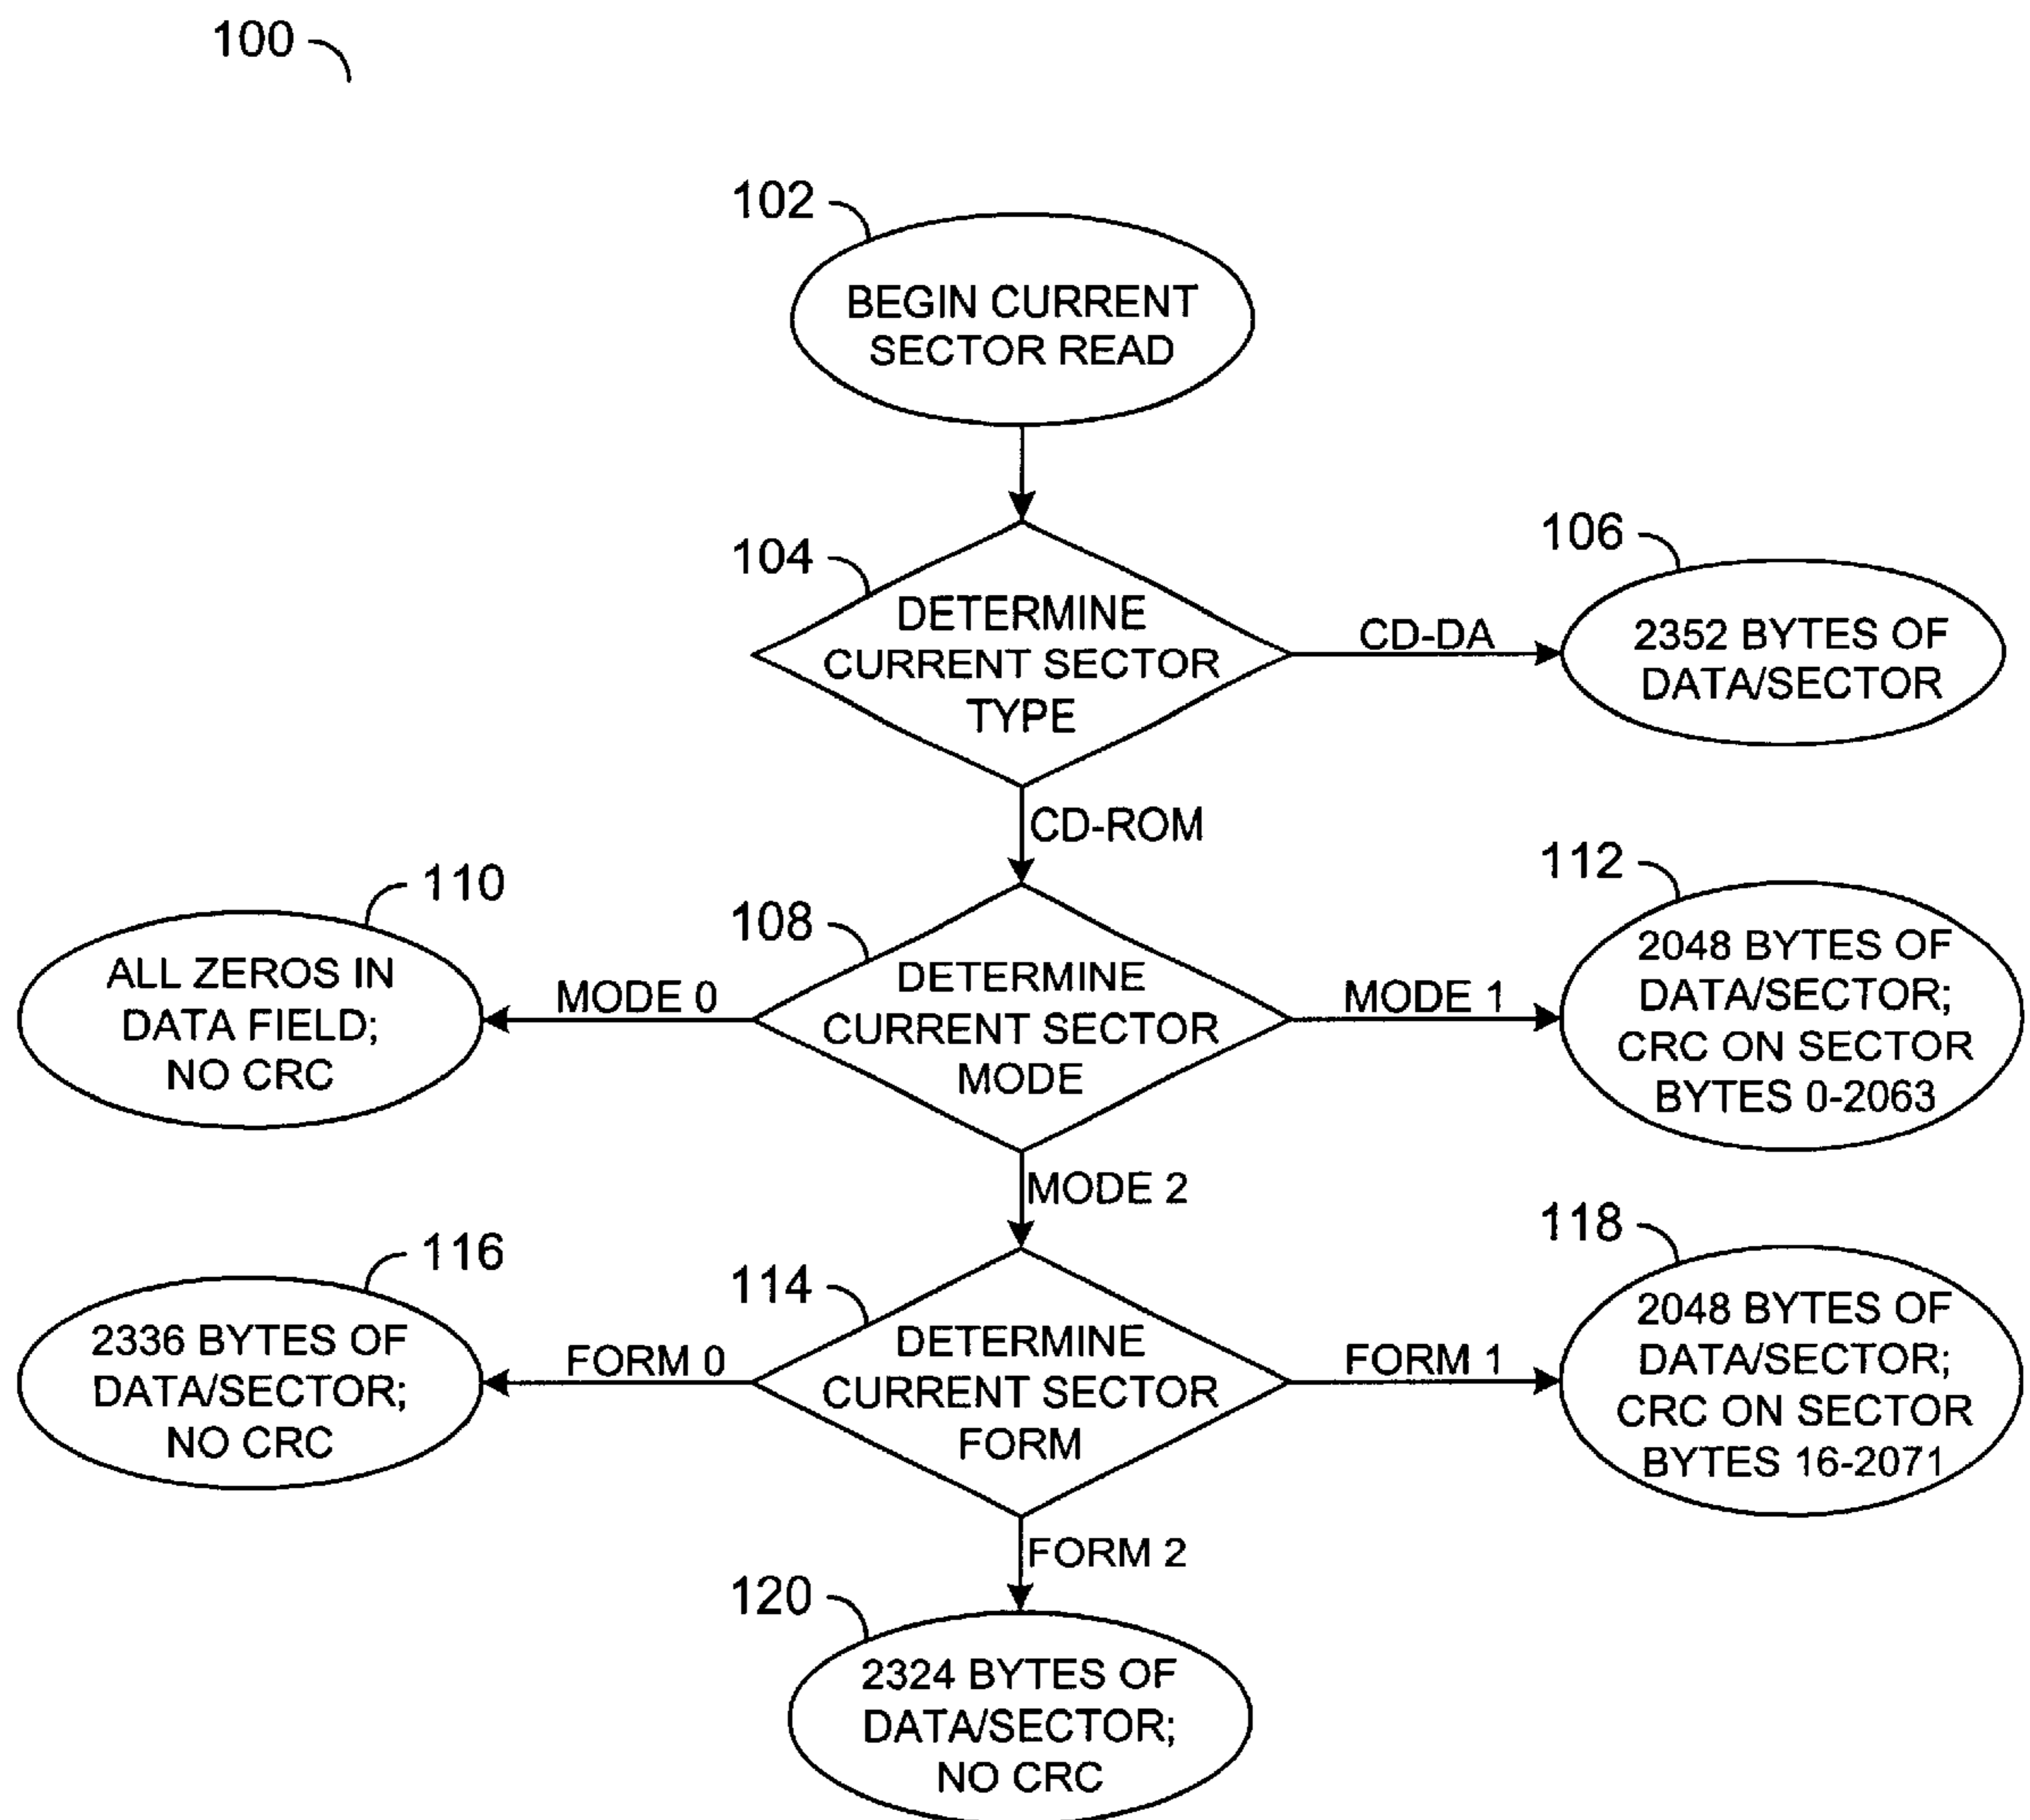 100
102
BEGIN CURRENT
SECTOR READ
104
DETERMINE
CURRENT SECTOR
TYPE
CD-DA
106
2352 BYTES OF
DATA/SECTOR
CD-ROM
108
DETERMINE
CURRENT SECTOR
MODE
MODE 0
110
ALL ZEROS IN
DATA FIELD;
NO CRC
MODE 1
112
2048 BYTES OF
DATA/SECTOR;
CRC ON SECTOR
BYTES 0-2063
MODE 2
114
DETERMINE
CURRENT SECTOR
FORM
FORM 0
116
2336 BYTES OF
DATA/SECTOR;
NO CRC
FORM 1
118
2048 BYTES OF
DATA/SECTOR;
CRC ON SECTOR
BYTES 16-2071
FORM 2
120
2324 BYTES OF
DATA/SECTOR;
NO CRC